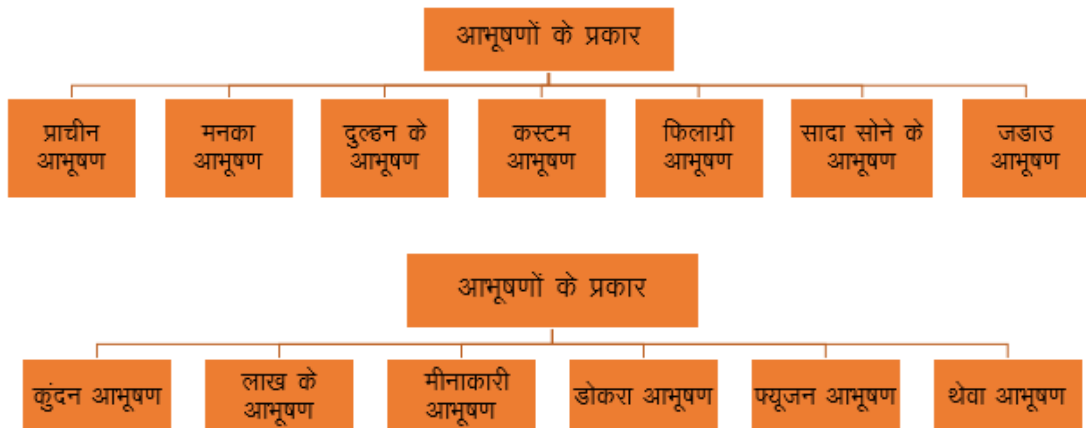 आभूषणों के प्रकार
प्राचीन
आभूषण
मनका
आभूषण
दुल्हन के
आभूषण
कस्टम
आभूषण
फिलाग्री
आभूषण
सादा सोने के
आभूषण
जडाउ
आभूषण
आभूषणों के प्रकार
कुंदन आभूषण
लाख के
आभूषण
मीनाकारी
आभूषण
डोकरा आभूषण
फ्यूजन आभूषण
थेवा आभूषण